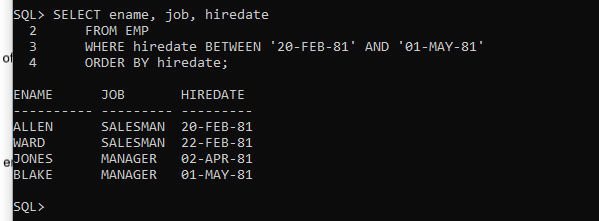 SQL> SELECT ename, job, hiredate
  2      FROM EMP
  3      WHERE hiredate BETWEEN '20-FEB-81' AND '01-MAY-81'
  4      ORDER BY hiredate;
ENAME      JOB       HIREDATE
---------- --------- ---------
ALLEN      SALESMAN  20-FEB-81
WARD       SALESMAN  22-FEB-81
JONES      MANAGER   02-APR-81
BLAKE      MANAGER   01-MAY-81
SQL>